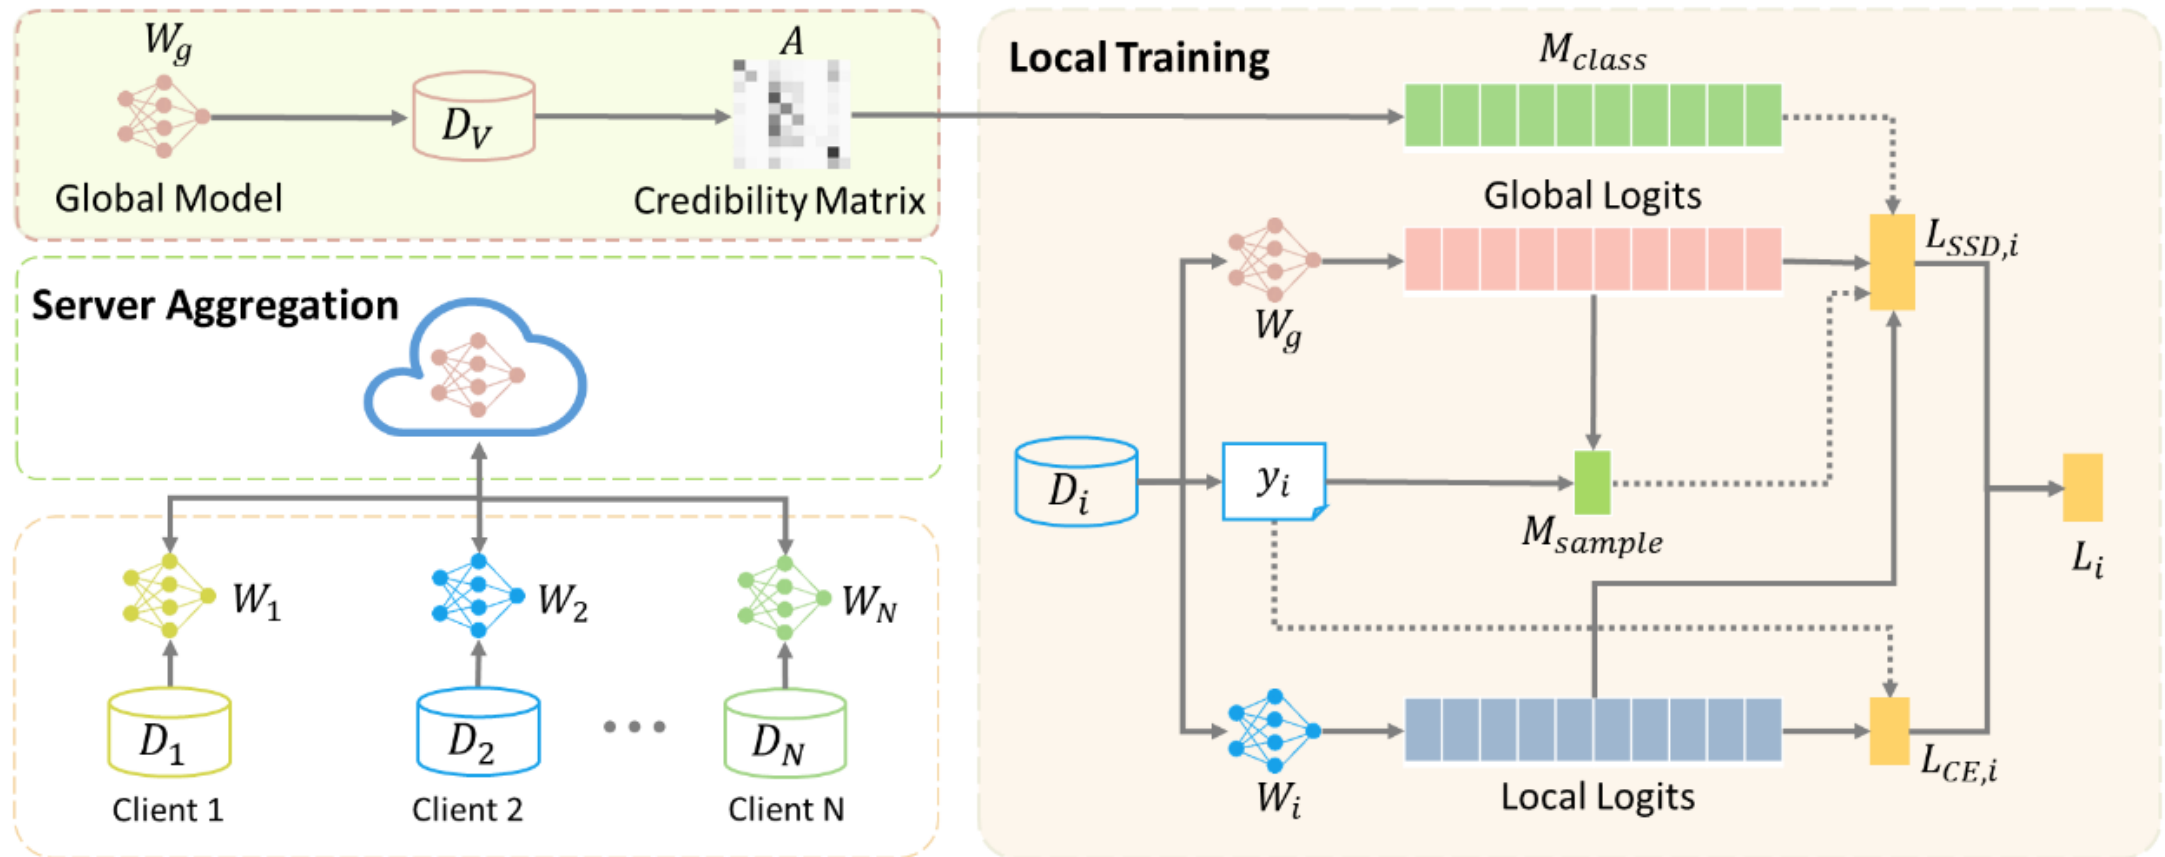 W_g
A
D_V
Global Model
Credibility Matrix
Server Aggregation
W_1
W_2
W_N
D_1
D_2
...
D_N
Client 1
Client 2
Client N
Local Training
M_class
Global Logits
L_SSD,i
W_g
D_i
y_i
M_sample
L_i
W_i
Local Logits
L_CE,i